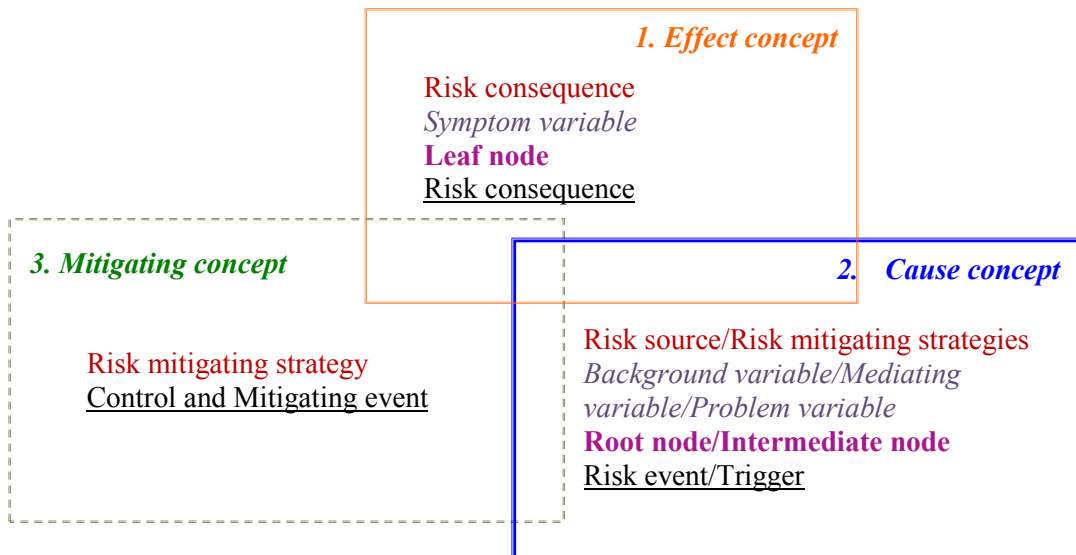 1. Effect concept
Risk consequence
Symptom variable
Leaf node
Risk consequence
3. Mitigating concept
Risk mitigating strategy
Control and Mitigating event
2. Cause concept
Risk source/Risk mitigating strategies
Background variable/Mediating
variable/Problem variable
Root node/Intermediate node
Risk event/Trigger